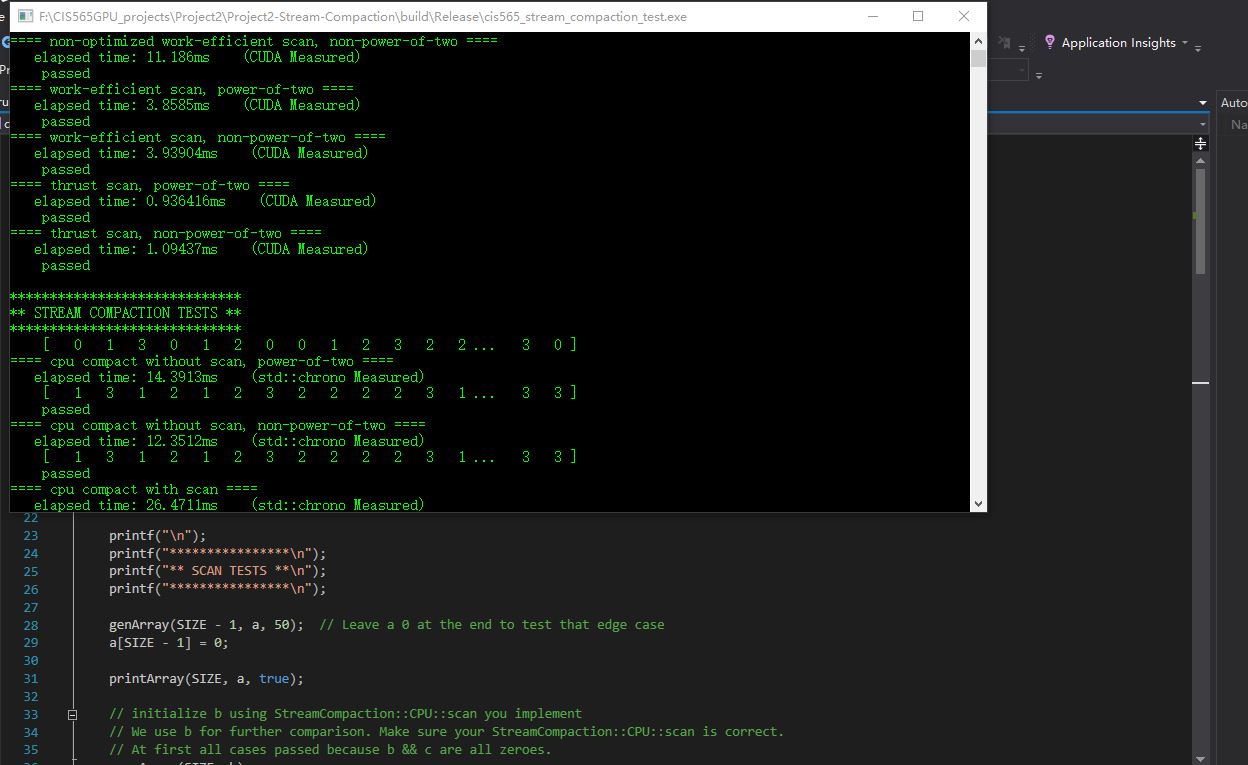 F:\CIS565GPU_projects\Project2\Project2-Stream-Compaction\build\Release\cis565_stream_compaction_test.exe
==== non-optimized work-efficient scan, non-power-of-two ====
elapsed time: 11.186ms (CUDA Measured)
passed
==== work-efficient scan, power-of-two ====
elapsed time: 3.8585ms (CUDA Measured)
passed
==== work-efficient scan, non-power-of-two ====
elapsed time: 3.93904ms (CUDA Measured)
passed
==== thrust scan, power-of-two ====
elapsed time: 0.936416ms (CUDA Measured)
passed
==== thrust scan, non-power-of-two ====
elapsed time: 1.09437ms (CUDA Measured)
passed
*****************************
** STREAM COMPACTION TESTS **
*****************************
[ 0 1 3 0 1 2 0 0 1 2 3 2 2 ... 3 0 ]
==== cpu compact without scan, power-of-two ====
elapsed time: 14.3913ms (std::chrono Measured)
[ 1 3 1 2 1 2 3 2 2 2 2 3 1 ... 3 3 ]
passed
==== cpu compact without scan, non-power-of-two ====
elapsed time: 12.3512ms (std::chrono Measured)
[ 1 3 1 2 1 2 3 2 2 2 2 3 1 ... 3 3 ]
passed
==== cpu compact with scan ====
elapsed time: 26.4711ms (std::chrono Measured)
Application Insights
Auto
Na
22
23 printf("\n");
24 printf("****************\n");
25 printf("** SCAN TESTS **\n");
26 printf("****************\n");
27
28 genArray(SIZE - 1, a, 50); // Leave a 0 at the end to test that edge case
29 a[SIZE - 1] = 0;
30
31 printArray(SIZE, a, true);
32
33 // initialize b using StreamCompaction::CPU::scan you implement
34 // We use b for further comparison. Make sure your StreamCompaction::CPU::scan is correct.
35 // At first all cases passed because b && c are all zeroes.